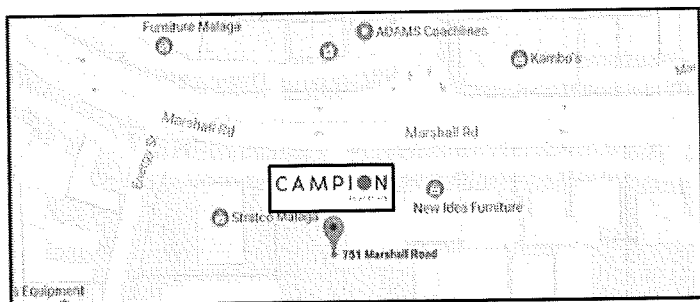 Furniture Malaga
ADAMS Coachlines
Kambo's
Marshall Rd
Marshall Rd
CAMPION
Stratco Malaga
New Idea Furniture
751 Marshall Road
s Equipment